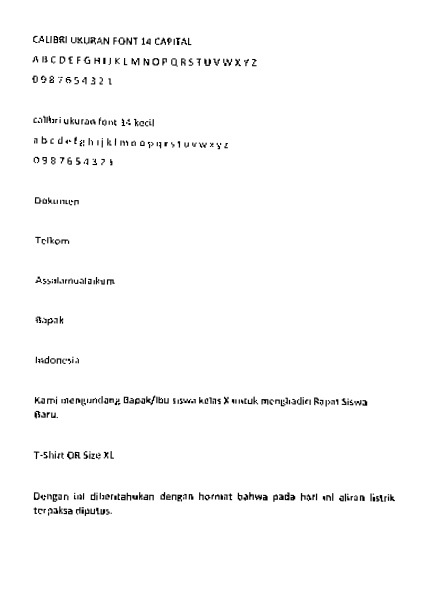 CALIBRI UKURAN FONT 14 CAPITAL
A B C D E F G H I J K L M N O P Q R S T U V W X Y Z
0 9 8 7 6 5 4 3 2 1
calibri ukuran font 14 kecil
a b c d e f g h i j k l m n o p q r s t u v w x y z
0 9 8 7 6 5 4 3 2 1
Dokumen
Telkom
Assalamualaikum
Bapak
Indonesia
Kami mengundang Bapak/Ibu siswa kelas X untuk menghadiri Rapat Siswa
Baru.
T-Shirt OR Size XL
Dengan ini diberitahukan dengan hormat bahwa pada hari ini aliran listrik
terpaksa diputus.